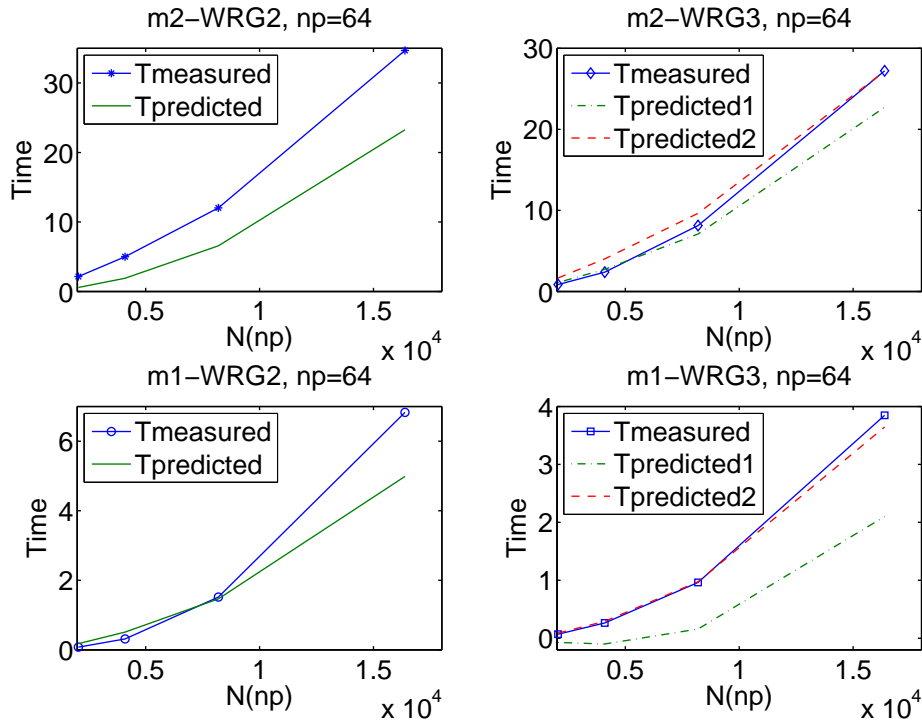 m2−WRG2, np=64
Tmeasured
Tpredicted
Time
30
20
10
0
0.5
1
1.5
N(np)
x 10^4
m2−WRG3, np=64
Tmeasured
Tpredicted1
Tpredicted2
Time
30
20
10
0
0.5
1
1.5
N(np)
x 10^4
m1−WRG2, np=64
Tmeasured
Tpredicted
Time
6
4
2
0
0.5
1
1.5
N(np)
x 10^4
m1−WRG3, np=64
Tmeasured
Tpredicted1
Tpredicted2
Time
4
3
2
1
0
0.5
1
1.5
N(np)
x 10^4